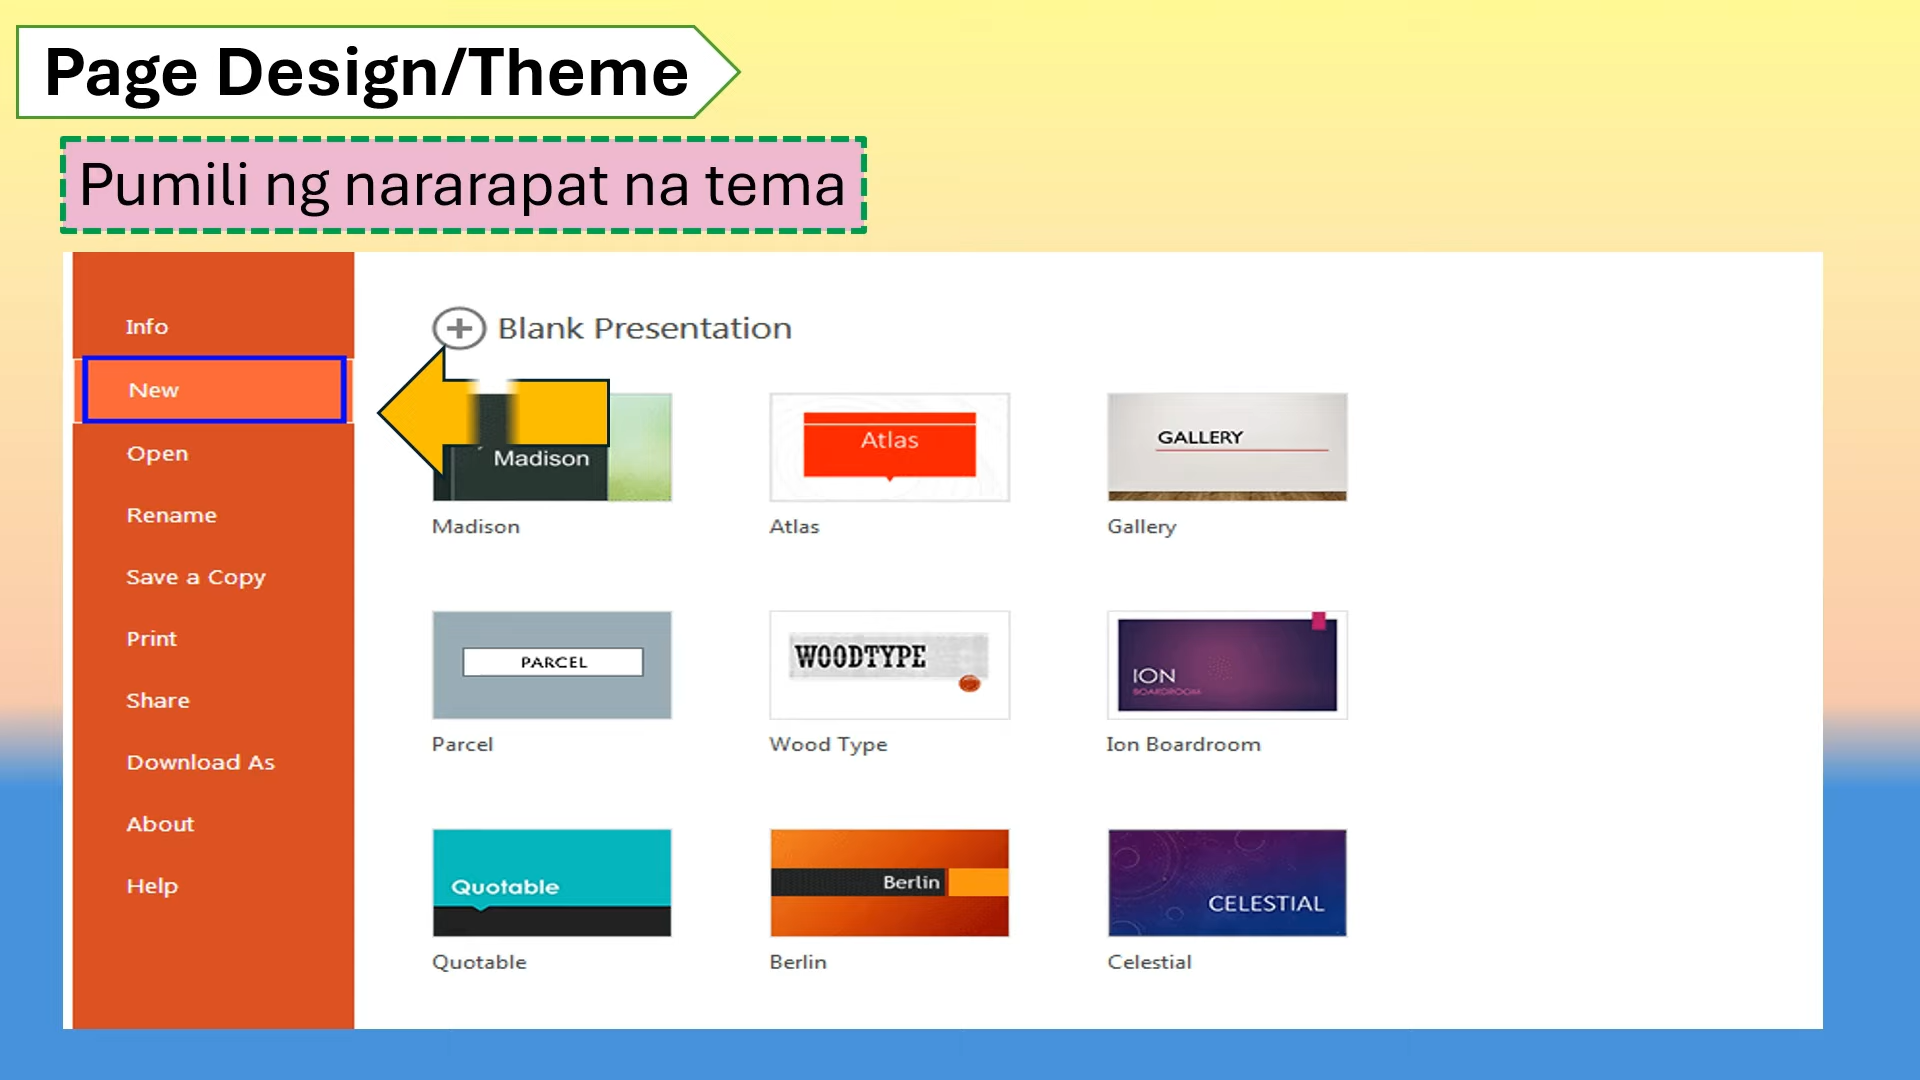 Page Design/Theme
Pumili ng nararapat na tema
Info
New
Open
Rename
Save a Copy
Print
Share
Download As
About
Help
Blank Presentation
Madison
Atlas
GALLERY
Madison
Atlas
Gallery
PARCEL
WOODTYPE
ION
BOARDROOM
Parcel
Wood Type
Ion Boardroom
Quotable
Berlin
CELESTIAL
Quotable
Berlin
Celestial